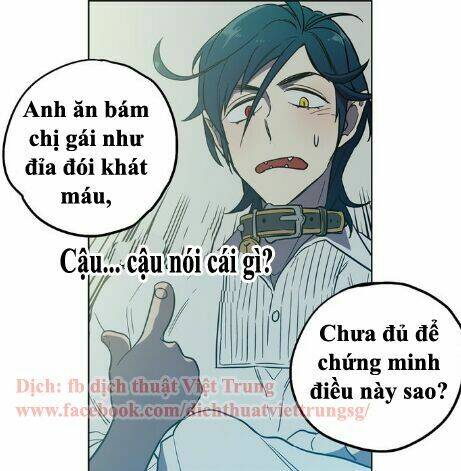 Anh ăn bám
chị gái như
đỉa đói khát
máu,
Cậu... cậu nói cái gì?
Chưa đủ để
chứng minh
điều này sao?
Dịch: fb dịch thuật Việt Trung
www.facebook.com/dichthuatviettrungsg/